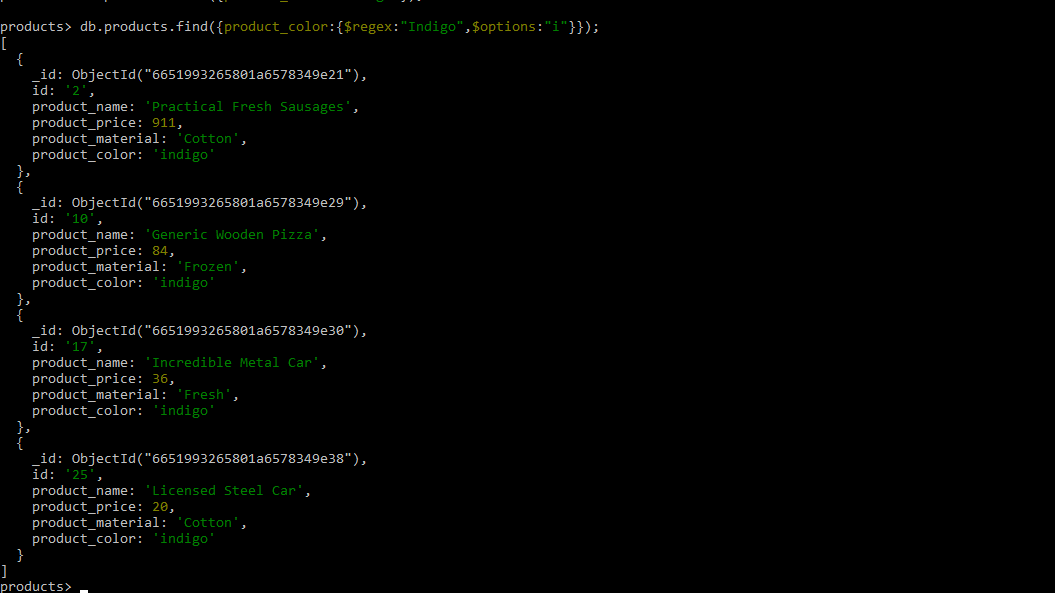 products> db.products.find({product_color:{$regex:"Indigo",$options:"i"}});
[
  {
    _id: ObjectId("6651993265801a6578349e21"),
    id: '2',
    product_name: 'Practical Fresh Sausages',
    product_price: 911,
    product_material: 'Cotton',
    product_color: 'indigo'
  },
  {
    _id: ObjectId("6651993265801a6578349e29"),
    id: '10',
    product_name: 'Generic Wooden Pizza',
    product_price: 84,
    product_material: 'Frozen',
    product_color: 'indigo'
  },
  {
    _id: ObjectId("6651993265801a6578349e30"),
    id: '17',
    product_name: 'Incredible Metal Car',
    product_price: 36,
    product_material: 'Fresh',
    product_color: 'indigo'
  },
  {
    _id: ObjectId("6651993265801a6578349e38"),
    id: '25',
    product_name: 'Licensed Steel Car',
    product_price: 20,
    product_material: 'Cotton',
    product_color: 'indigo'
  }
]
products>